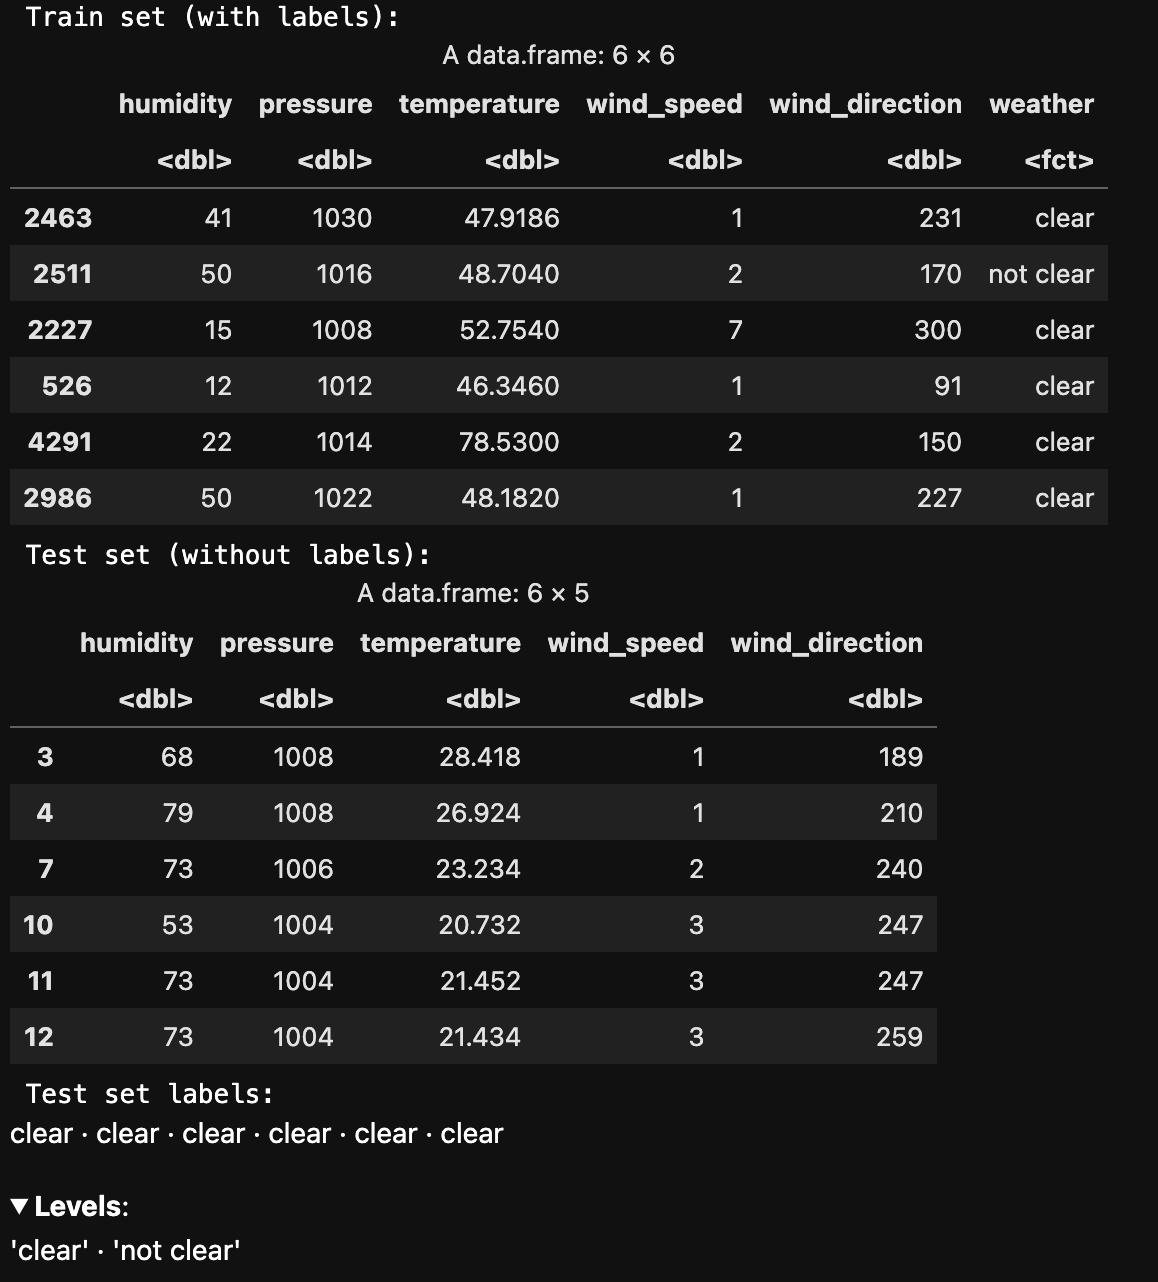 Train set (with labels):
A data.frame: 6 × 6
humidity pressure temperature wind_speed wind_direction weather
<dbl> <dbl> <dbl> <dbl> <dbl> <fct>
2463 41 1030 47.9186 1 231 clear
2511 50 1016 48.7040 2 170 not clear
2227 15 1008 52.7540 7 300 clear
526 12 1012 46.3460 1 91 clear
4291 22 1014 78.5300 2 150 clear
2986 50 1022 48.1820 1 227 clear
Test set (without labels):
A data.frame: 6 × 5
humidity pressure temperature wind_speed wind_direction
<dbl> <dbl> <dbl> <dbl> <dbl>
3 68 1008 28.418 1 189
4 79 1008 26.924 1 210
7 73 1006 23.234 2 240
10 53 1004 20.732 3 247
11 73 1004 21.452 3 247
12 73 1004 21.434 3 259
Test set labels:
clear · clear · clear · clear · clear · clear
▼ Levels:
'clear' · 'not clear'